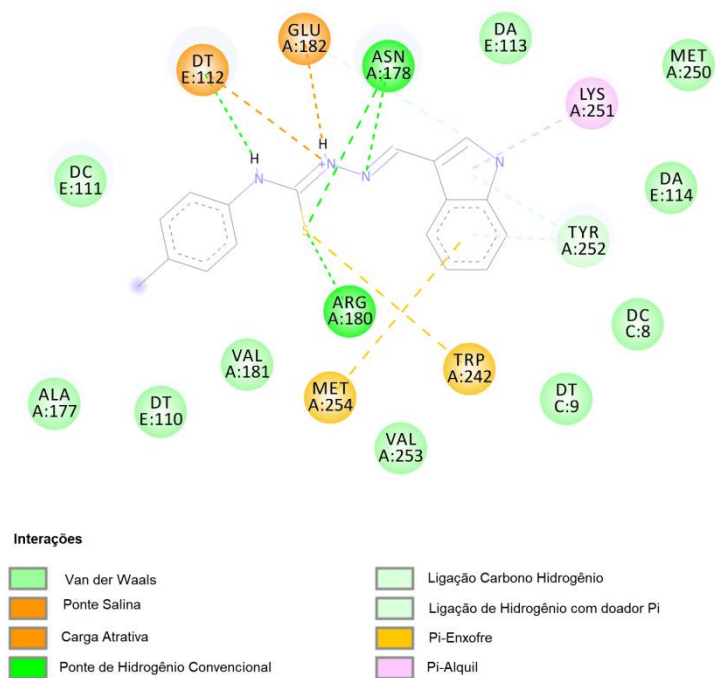 GLU
A:182
DT
E:112
ASN
A:178
DA
E:113
MET
A:250
LYS
A:251
DC
E:111
H
N
H
+N
N
N
S
DA
E:114
TYR
A:252
ARG
A:180
DC
C:8
VAL
A:181
MET
A:254
TRP
A:242
ALA
A:177
DT
E:110
DT
C:9
VAL
A:253
Interações
Van der Waals
Ponte Salina
Carga Atrativa
Ponte de Hidrogênio Convencional
Ligação Carbono Hidrogênio
Ligação de Hidrogênio com doador Pi
Pi-Enxofre
Pi-Alquil